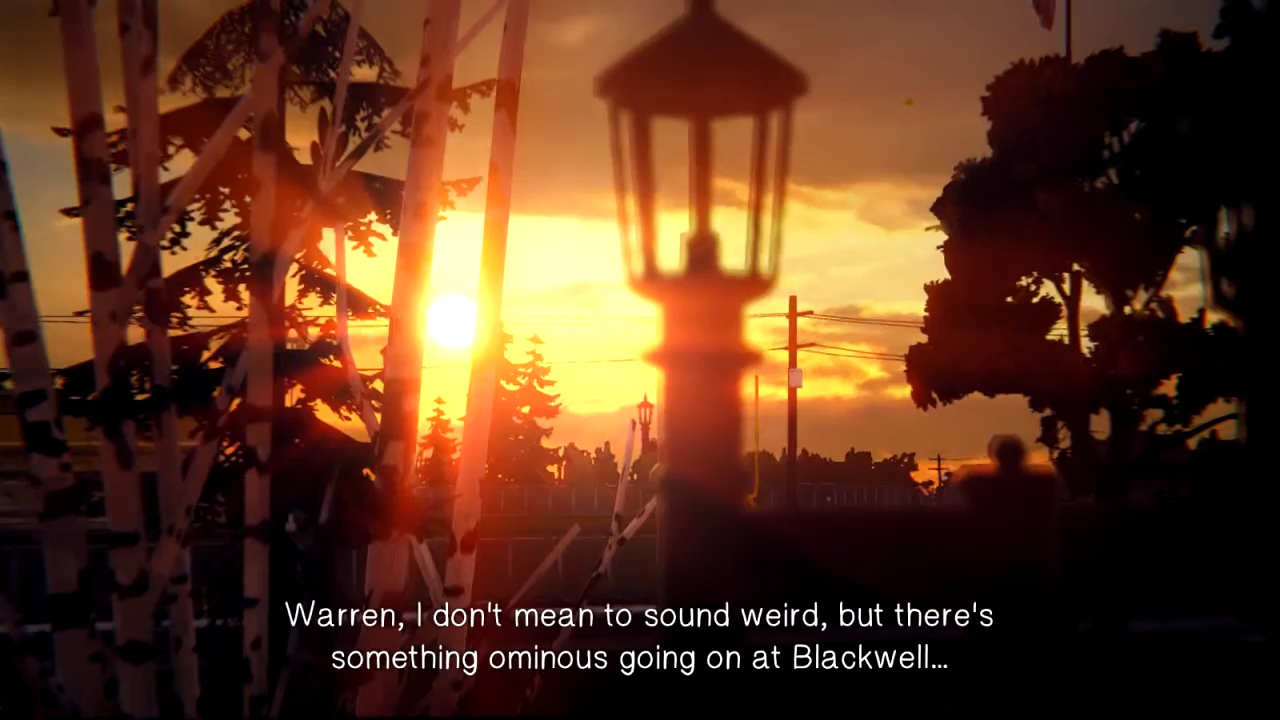 Warren, I don't mean to sound weird, but there's
something ominous going on at Blackwell...